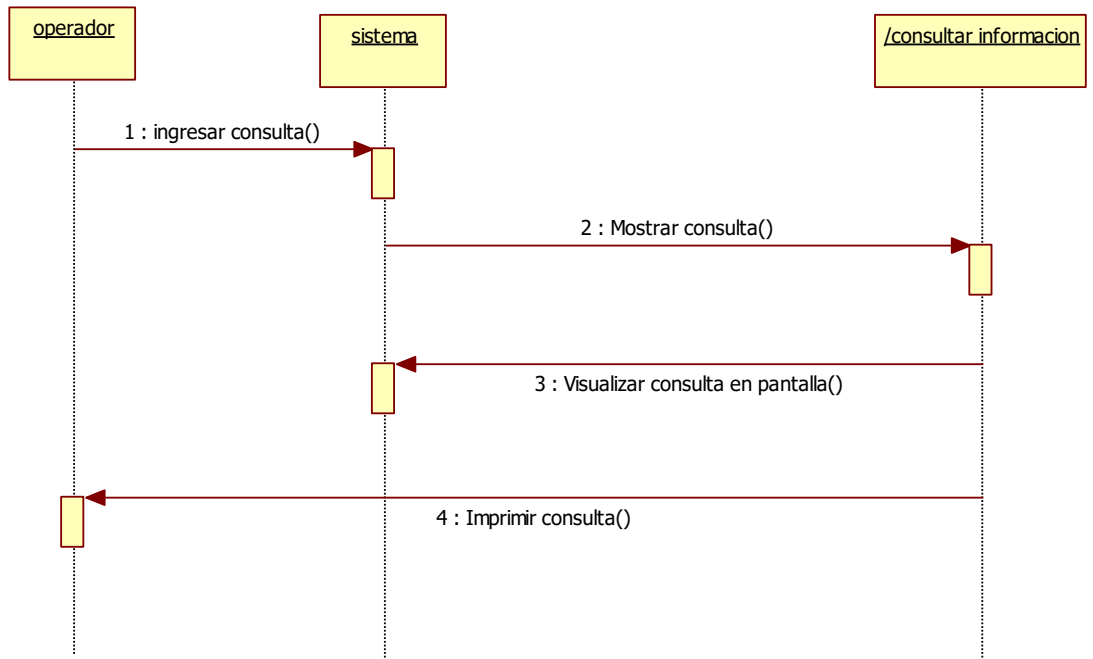 operador
sistema
/consultar informacion
1 : ingresar consulta()
2 : Mostrar consulta()
3 : Visualizar consulta en pantalla()
4 : Imprimir consulta()